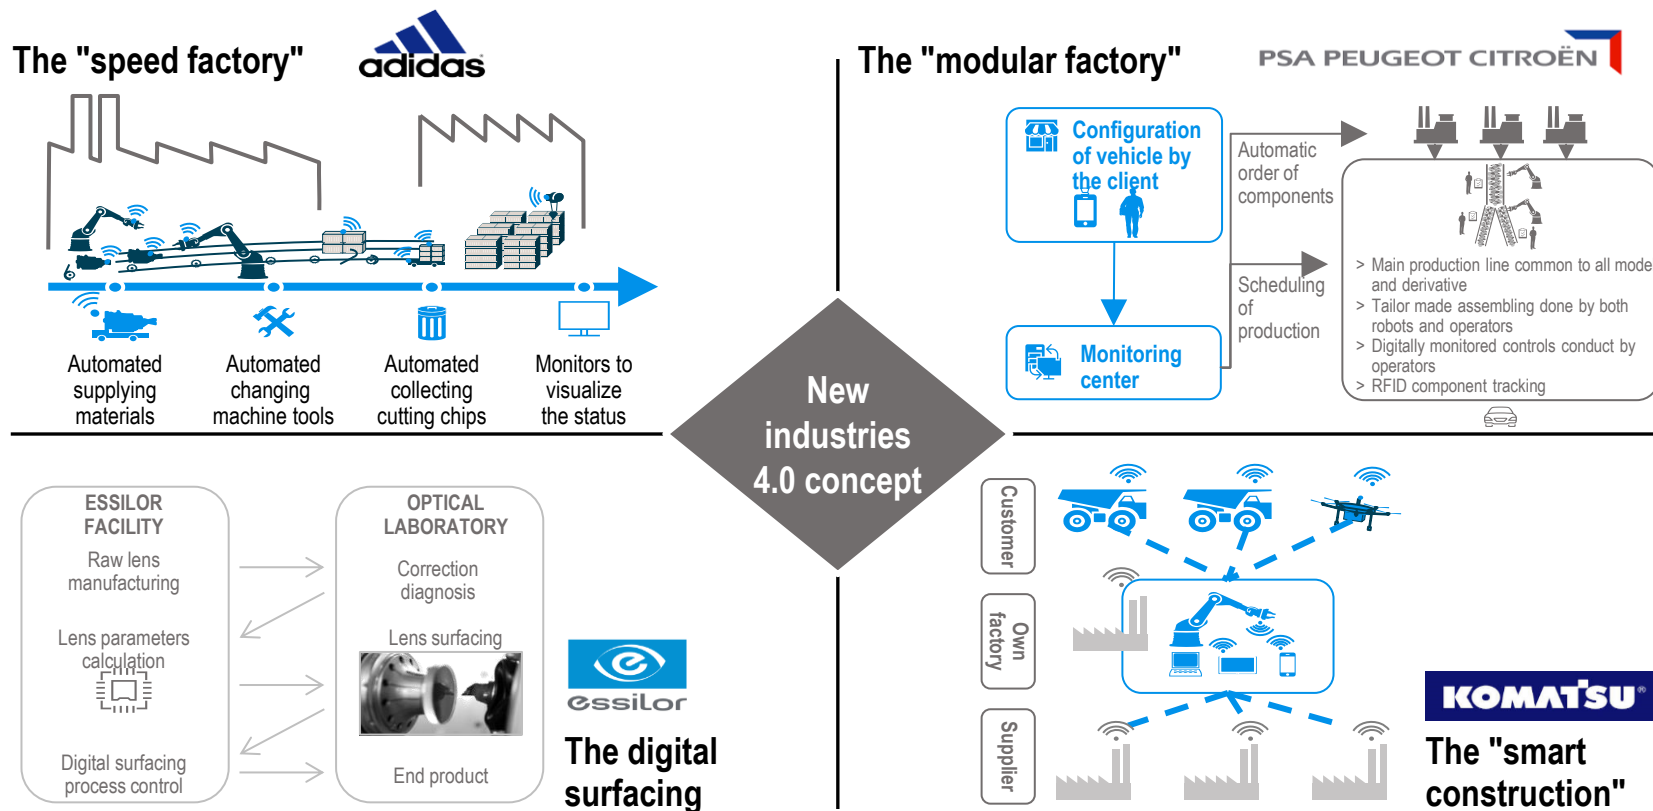 The "speed factory"
adidas
Automated
supplying
materials
Automated
changing
machine tools
Automated
collecting
cutting chips
Monitors to
visualize
the status
The "modular factory"
PSA PEUGEOT CITROËN
Configuration
of vehicle by
the client
Automatic
order of
components
Scheduling
of
production
Monitoring
center
> Main production line common to all mode
and derivative
> Tailor made assembling done by both
robots and operators
> Digitally monitored controls conduct by
operators
> RFID component tracking
New
industries
4.0 concept
ESSILOR
FACILITY
Raw lens
manufacturing
Lens parameters
calculation
Digital surfacing
process control
OPTICAL
LABORATORY
Correction
diagnosis
Lens surfacing
End product
essilor
The digital
surfacing
Customer
Own
factory
Supplier
KOMATSU®
The "smart
construction"